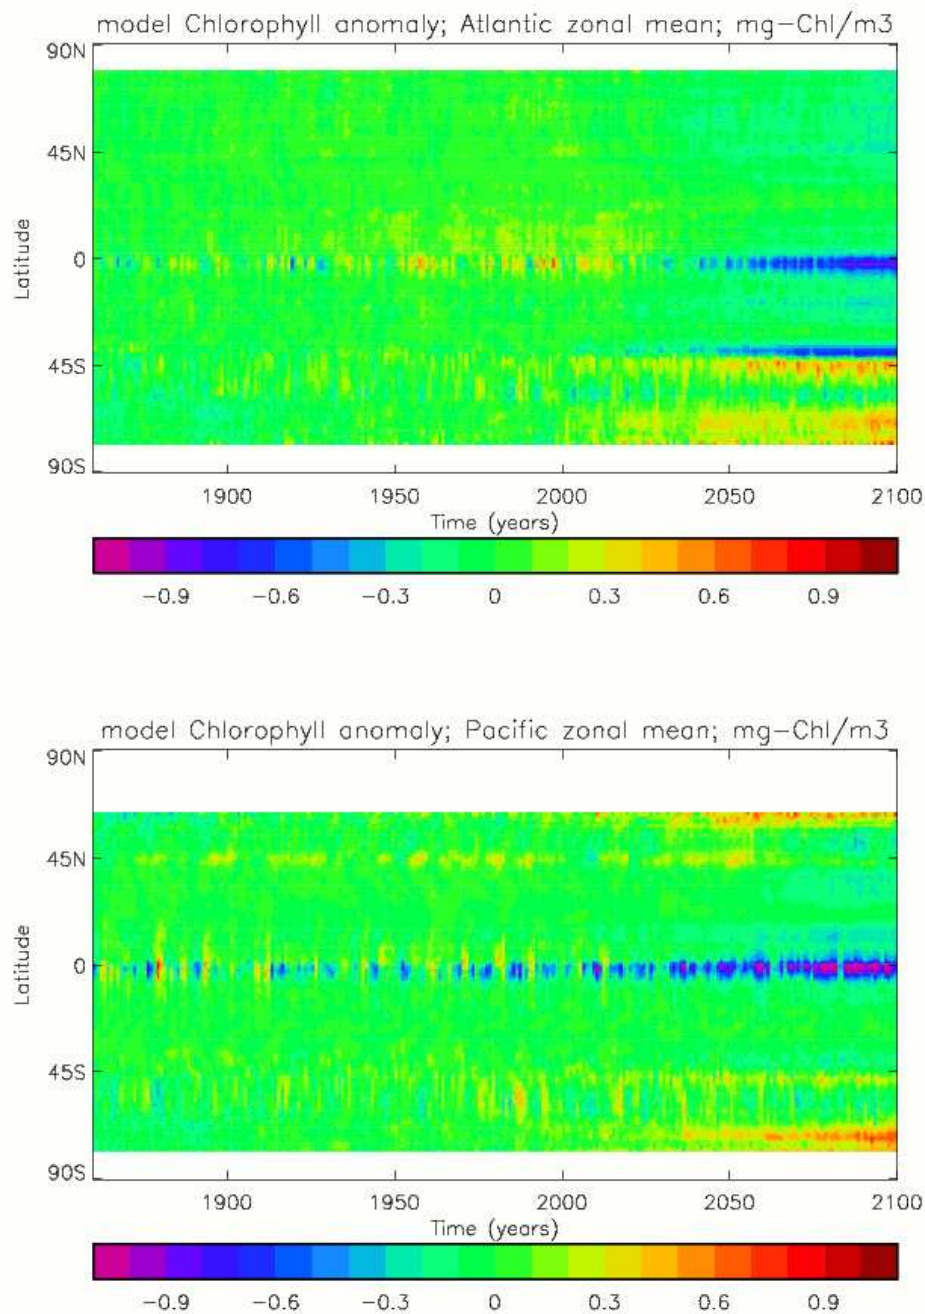 model Chlorophyll anomaly; Atlantic zonal mean; mg-Chl/m3
90N
45N
0
45S
90S
Latitude
1900 1950 2000 2050 2100
Time (years)
-0.9 -0.6 -0.3 0 0.3 0.6 0.9
model Chlorophyll anomaly; Pacific zonal mean; mg-Chl/m3
90N
45N
0
45S
90S
Latitude
1900 1950 2000 2050 2100
Time (years)
-0.9 -0.6 -0.3 0 0.3 0.6 0.9